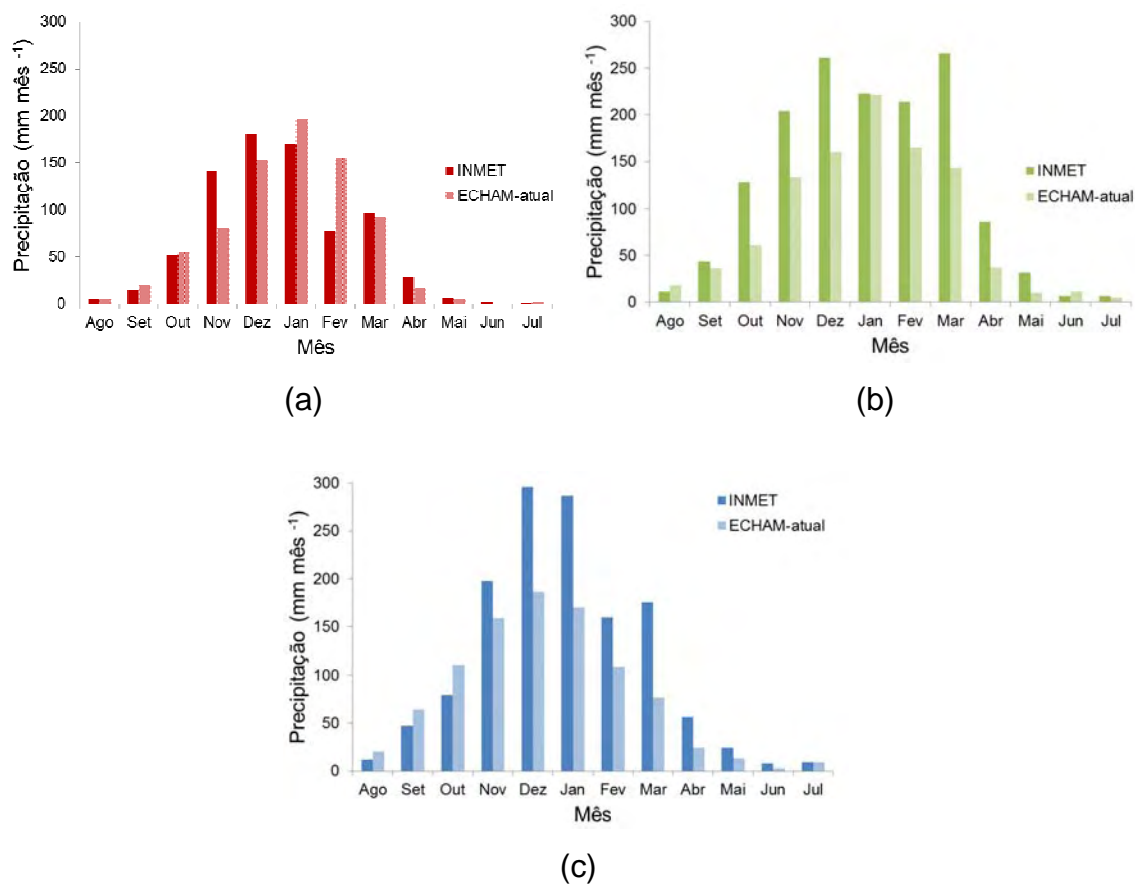 300
250
200
150
100
50
0
Precipitação (mm mês -1)
INMET
ECHAM-atual
Ago Set Out Nov Dez Jan Fev Mar Abr Mai Jun Jul
Mês
(a)
300
250
200
150
100
50
0
Precipitação (mm mês -1)
INMET
ECHAM-atual
Ago Set Out Nov Dez Jan Fev Mar Abr Mai Jun Jul
Mês
(b)
300
250
200
150
100
50
0
Precipitação (mm mês -1)
INMET
ECHAM-atual
Ago Set Out Nov Dez Jan Fev Mar Abr Mai Jun Jul
Mês
(c)